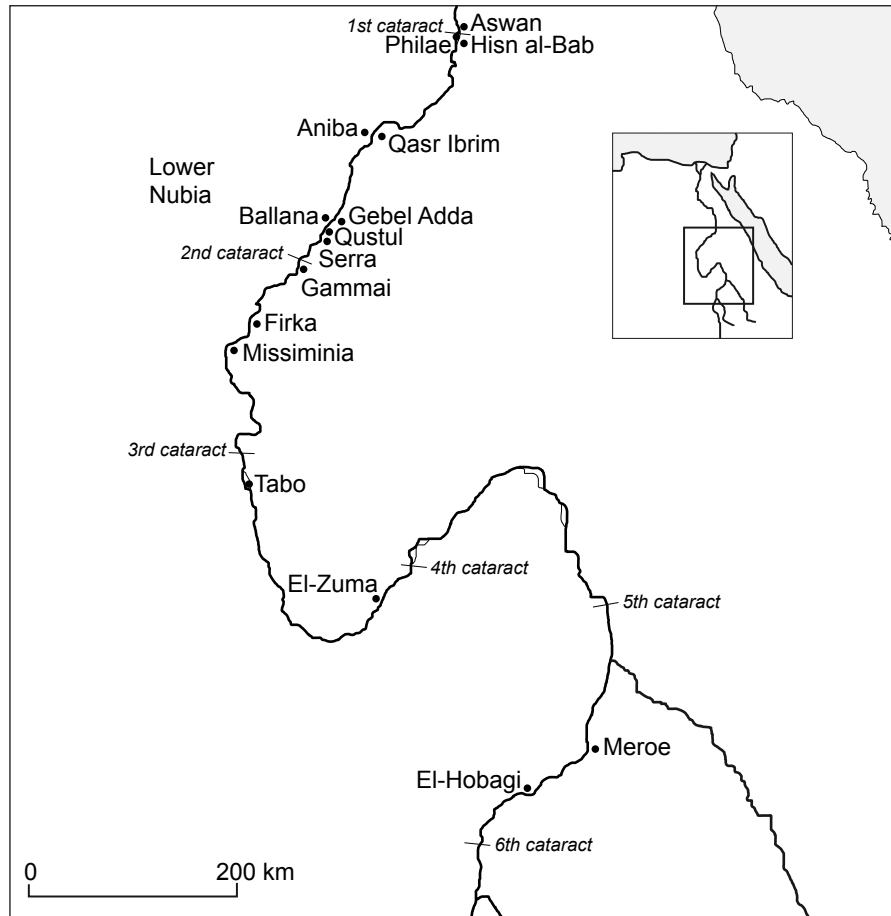 1st cataract
Aswan
Philae
Hisn al-Bab
Aniba
Qasr Ibrim
Lower
Nubia
Ballana
Gebel Adda
Qustul
2nd cataract
Serra
Gammai
Firka
Missiminia
3rd cataract
Tabo
4th cataract
El-Zuma
5th cataract
Meroe
El-Hobagi
6th cataract
0
200 km